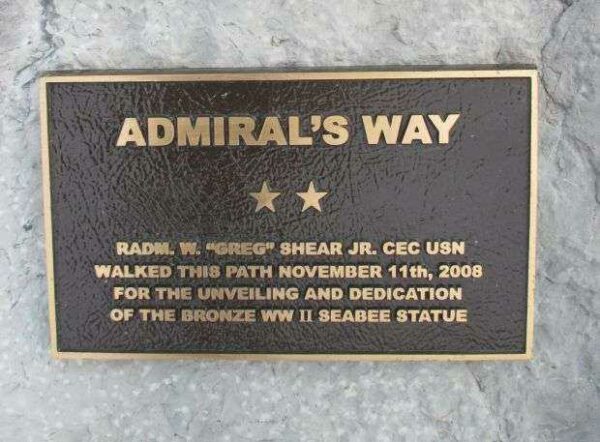 ADMIRAL'S WAY
RADM. W. "GREG" SHEAR JR. CEC USN
WALKED THIS PATH NOVEMBER 11th, 2008
FOR THE UNVEILING AND DEDICATION
OF THE BRONZE WW II SEABEE STATUE